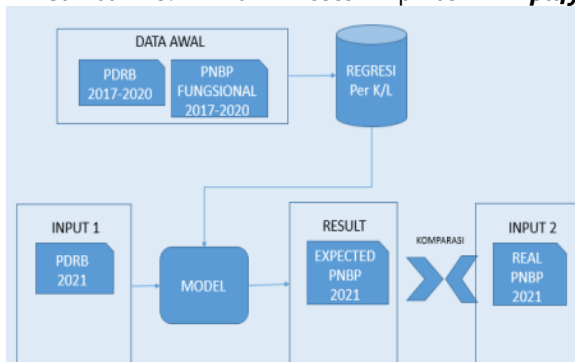 DATA AWAL
PDRB
2017-2020
PNBP
FUNGSIONAL
2017-2020
REGRESI
Per K/L
INPUT 1
PDRB
2021
MODEL
RESULT
EXPECTED
PNBP
2021
KOMPARASI
INPUT 2
REAL
PNBP
2021